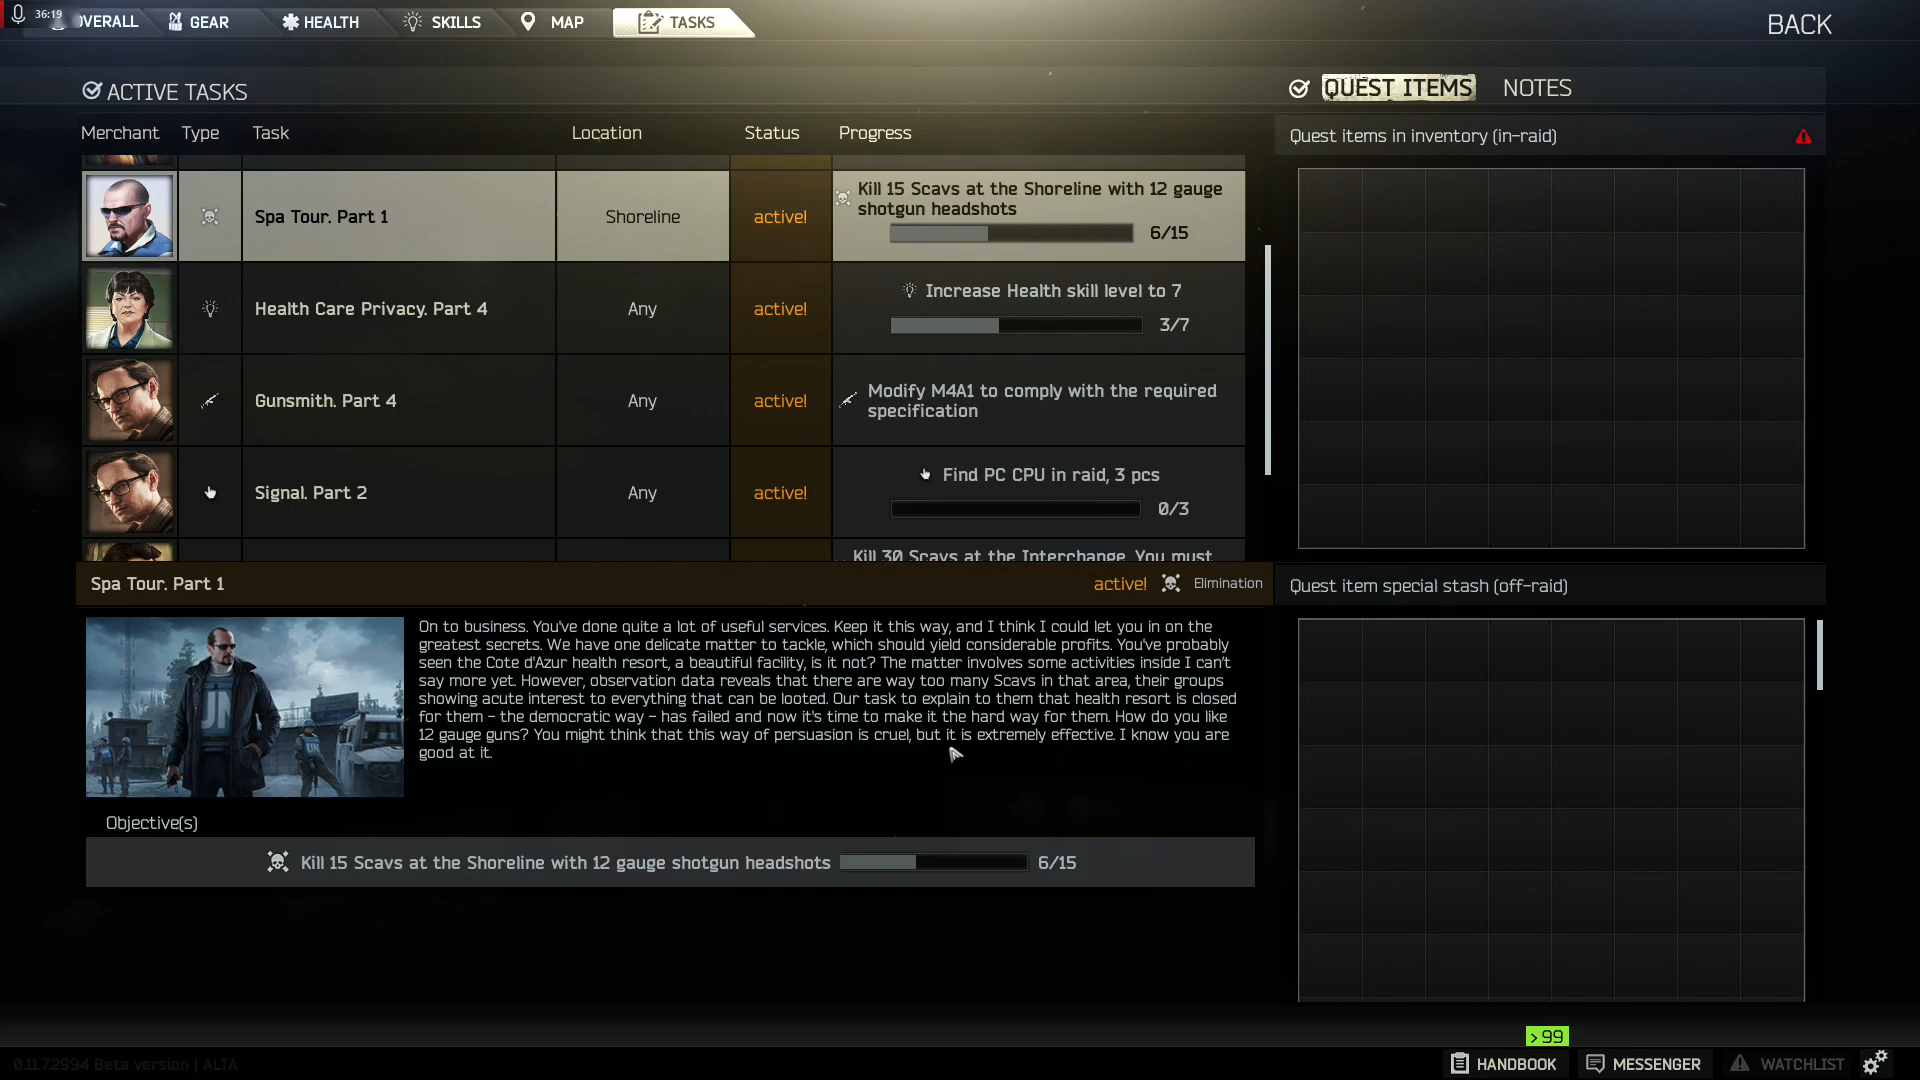 36:19
OVERALL
GEAR
HEALTH
SKILLS
MAP
TASKS
BACK
ACTIVE TASKS
QUEST ITEMS
NOTES
Merchant Type Task Location Status Progress
Quest items in inventory (in-raid)
Spa Tour. Part 1
Shoreline
active!
Kill 15 Scavs at the Shoreline with 12 gauge
shotgun headshots
6/15
Health Care Privacy. Part 4
Any
active!
Increase Health skill level to 7
3/7
Gunsmith. Part 4
Any
active!
Modify M4A1 to comply with the required
specification
Signal. Part 2
Any
active!
Find PC CPU in raid, 3 pcs
0/3
Kill 30 Scavs at the Interchange. You must
Spa Tour. Part 1
active!
Elimination
Quest item special stash (off-raid)
On to business. You've done quite a lot of useful services. Keep it this way, and I think I could let you in on the
greatest secrets. We have one delicate matter to tackle, which should yield considerable profits. You've probably
seen the Cote d'Azur health resort, a beautiful facility, is it not? The matter involves some activities inside I can't
say more yet. However, observation data reveals that there are way too many Scavs in that area, their groups
showing acute interest to everything that can be looted. Our task to explain to them that health resort is closed
for them – the democratic way – has failed and now it's time to make it the hard way for them. How do you like
12 gauge guns? You might think that this way of persuasion is cruel, but it is extremely effective. I know you are
good at it.
UN
Objective(s)
Kill 15 Scavs at the Shoreline with 12 gauge shotgun headshots
6/15
>99
0.11.7.2994 Beta version | ALTA
HANDBOOK
MESSENGER
WATCHLIST